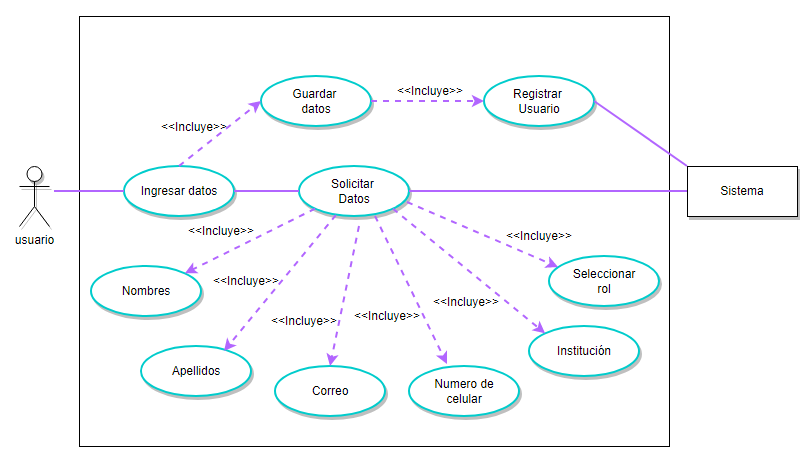 Guardar
datos
<<Incluye>>
Registrar
Usuario
<<Incluye>>
usuario
Ingresar datos
Solicitar
Datos
Sistema
<<Incluye>>
<<Incluye>>
Nombres
<<Incluye>>
Seleccionar
rol
<<Incluye>>
<<Incluye>>
<<Incluye>>
Apellidos
Correo
Numero de
celular
Institución